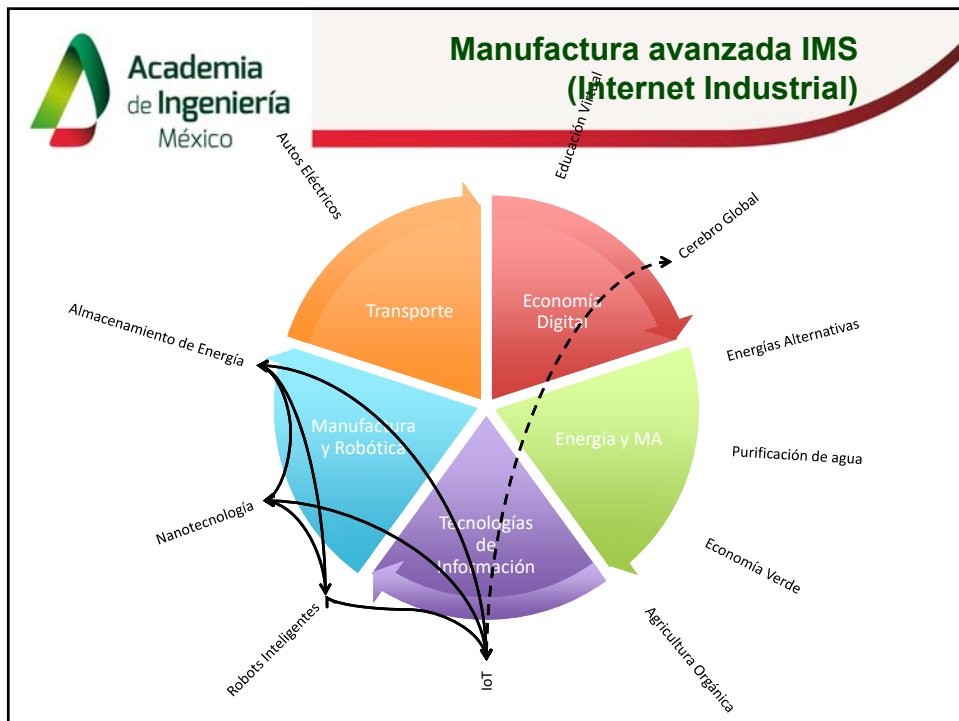 Academia
de Ingeniería
México
Manufactura avanzada IMS
(Internet Industrial)
Educación Virtual
Autos Eléctricos
Cerebro Global
Transporte
Economía
Digital
Almacenamiento de Energía
Energías Alternativas
Manufactura
y Robótica
Energía y MA
Purificación de agua
Nanotecnología
Tecnologías
de
Información
Economía Verde
Robots Inteligentes
IoT
Agricultura Orgánica